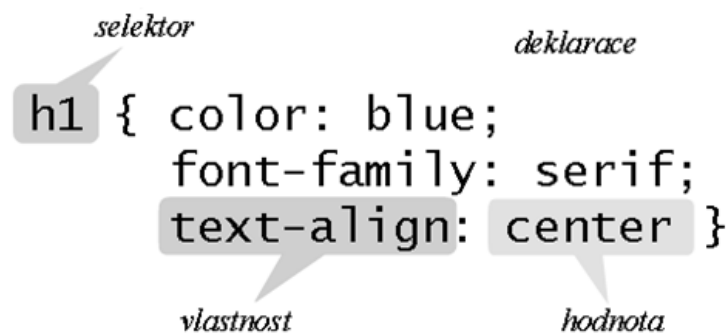 selektor
deklarace
h1 { color: blue;
font-family: serif;
text-align: center }
vlastnost
hodnota